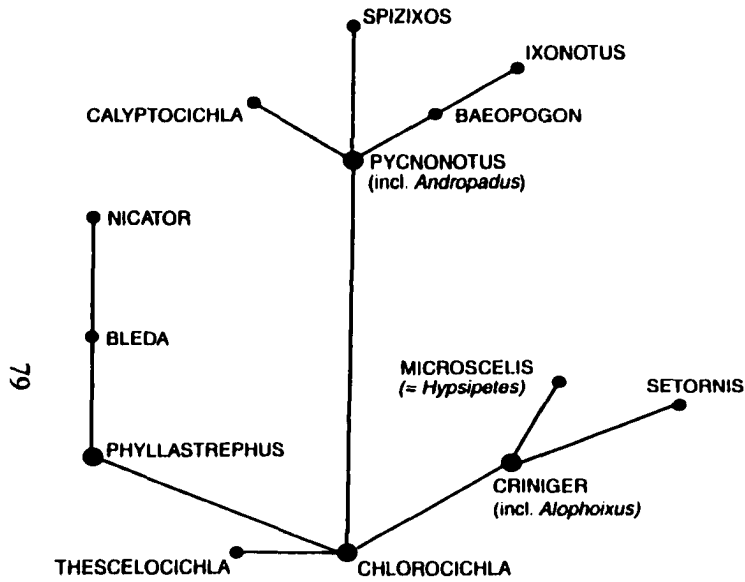 SPIZIXOS
IXONOTUS
CALYPTOCICHLA
BAEOPOGON
PYCNONOTUS
(incl. Andropadus)
NICATOR
BLEDA
79
MICROSCELIS
(= Hypsipetes)
SETORNIS
PHYLLASTREPHUS
CRINIGER
(incl. Alophoixus)
THESCELOCICHLA
CHLOROCICHLA